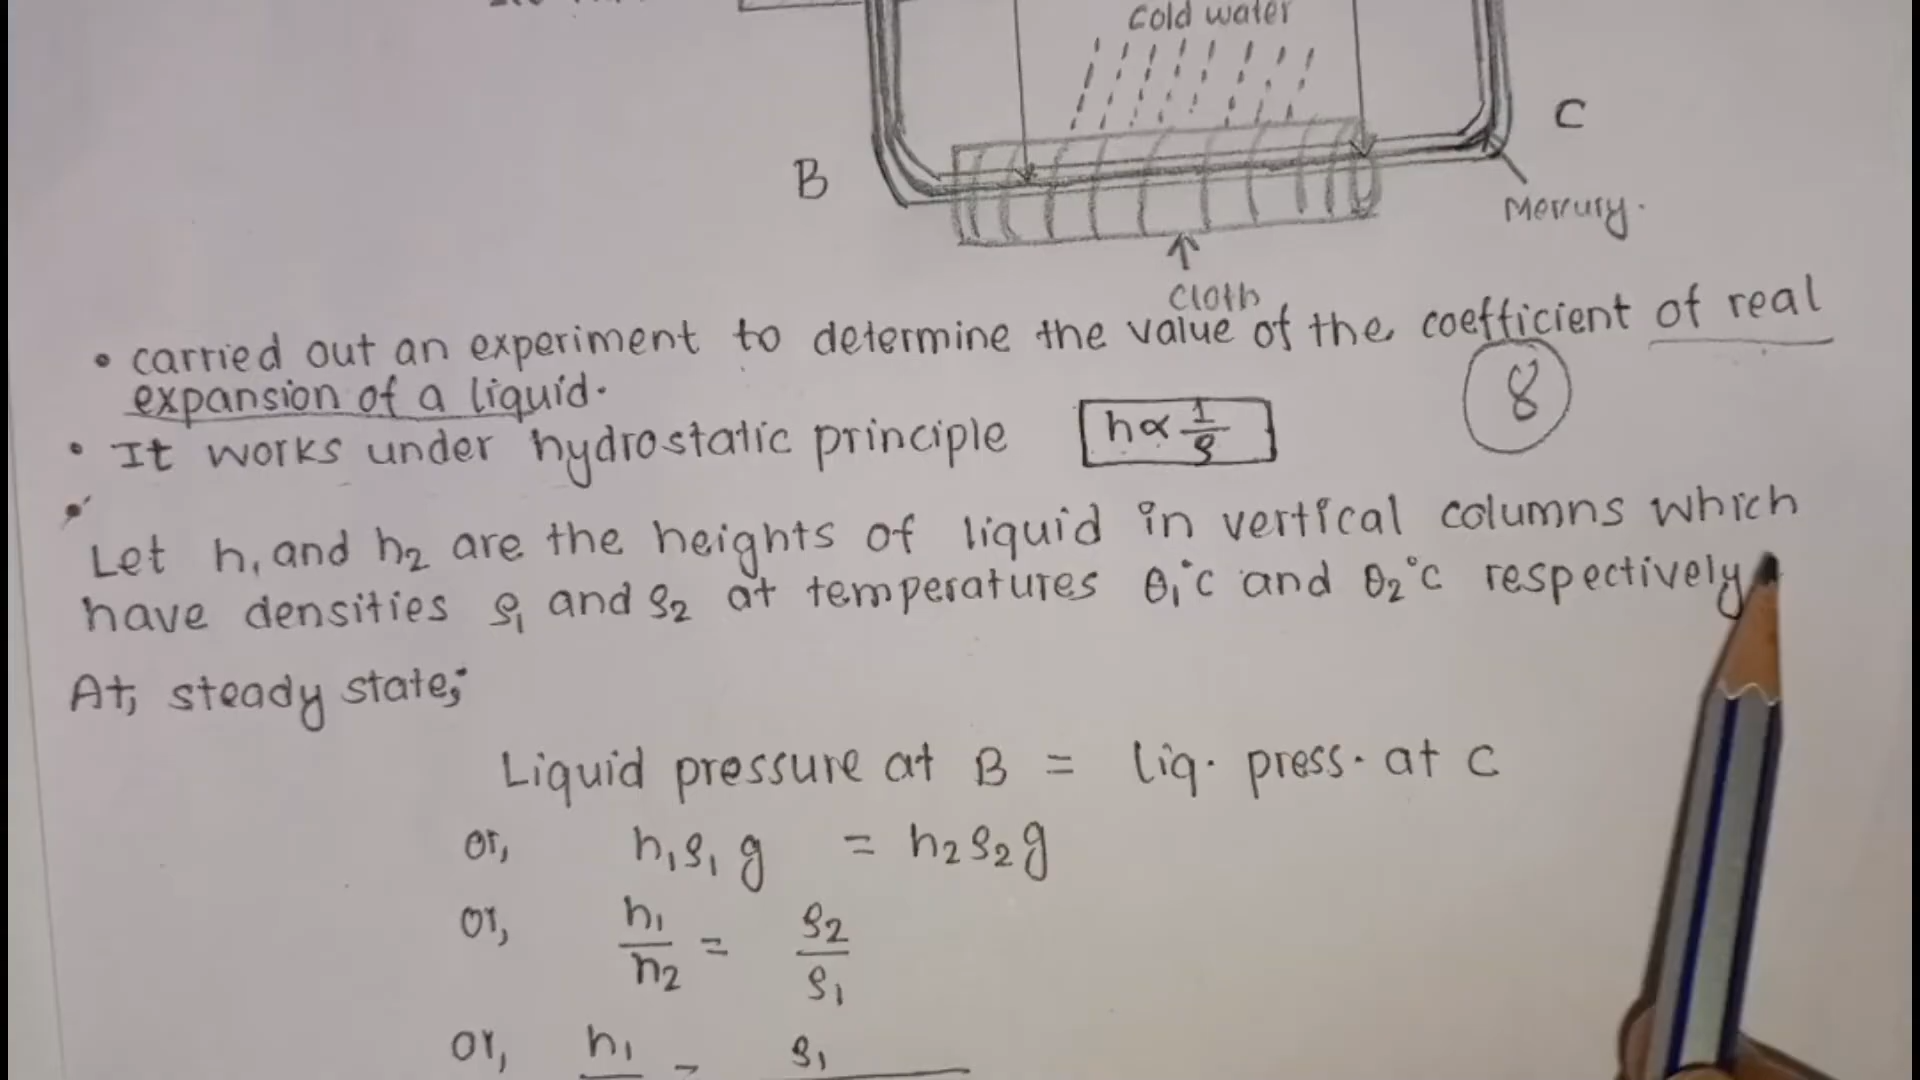 cold water
C
B
Mercury.
↑
cloth
• carried out an experiment to determine the value of the coefficient of real
expansion of a liquid.
8
• It works under hydrostatic principle h ∝ 1/ρ
Let h₁ and h₂ are the heights of liquid in vertical columns which
have densities ρ₁ and ρ₂ at temperatures θ₁°C and θ₂°C respectively
At, steady state,
Liquid pressure at B = liq. press. at C
or, h₁ρ₁g = h₂ρ₂g
or, h₁/h₂ = ρ₂/ρ₁
or, h₁ = ρ₁